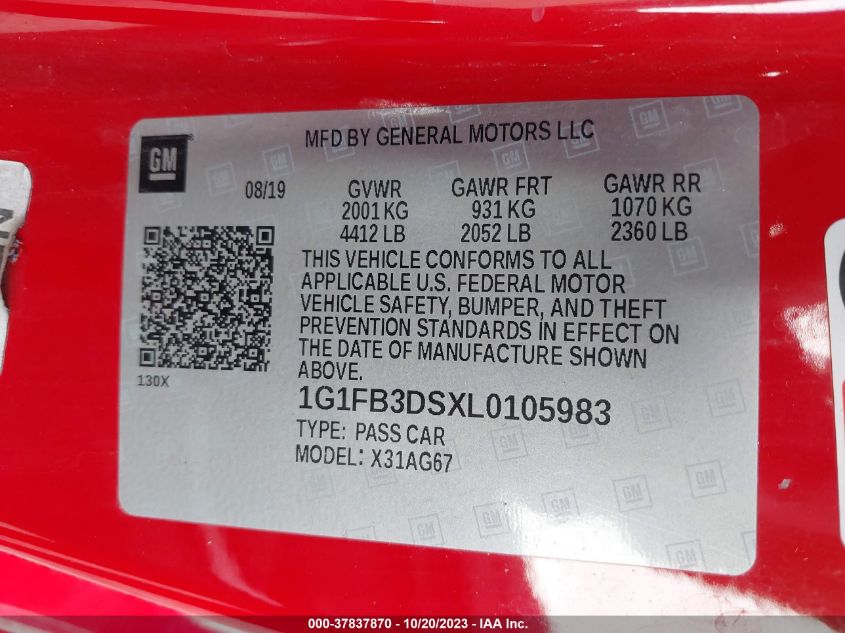 GM
MFD BY GENERAL MOTORS LLC
08/19
GVWR
2001 KG
4412 LB
GAWR FRT
931 KG
2052 LB
GAWR RR
1070 KG
2360 LB
THIS VEHICLE CONFORMS TO ALL
APPLICABLE U.S. FEDERAL MOTOR
VEHICLE SAFETY, BUMPER, AND THEFT
PREVENTION STANDARDS IN EFFECT ON
THE DATE OF MANUFACTURE SHOWN
ABOVE.
130X
1G1FB3DSXL0105983
TYPE: PASS CAR
MODEL: X31AG67
000-37837870 - 10/20/2023 - IAA Inc.